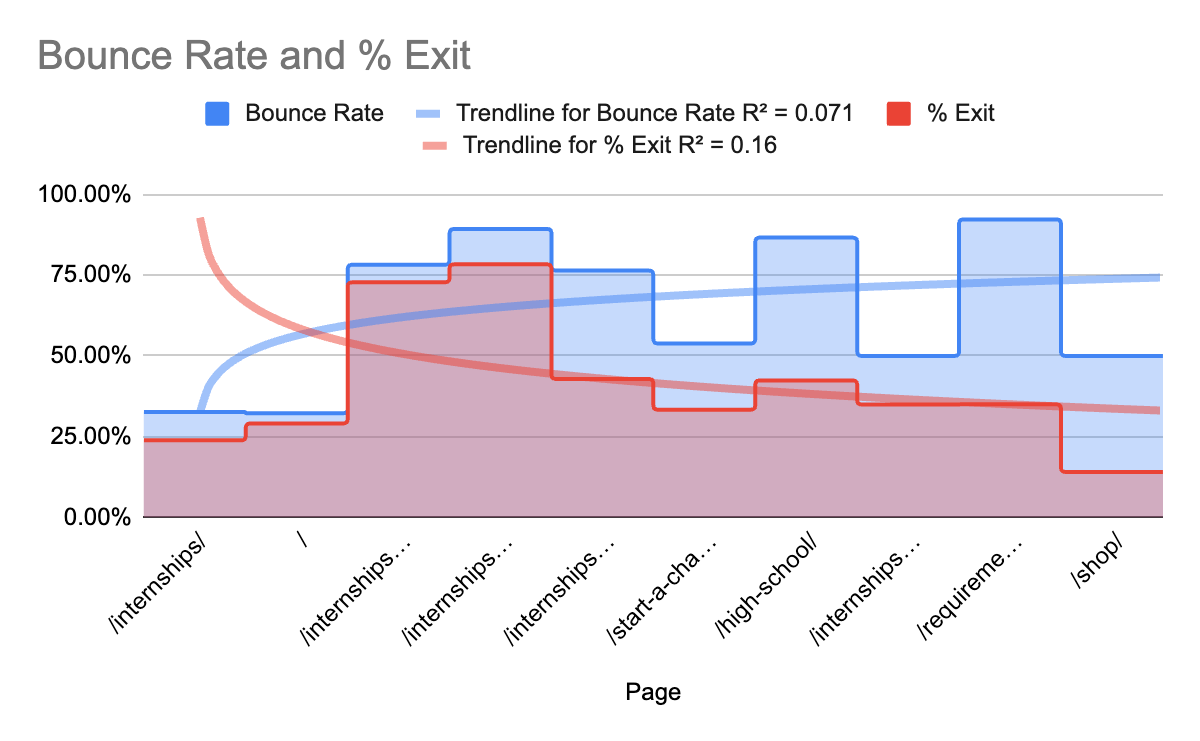 Bounce Rate and % Exit
Bounce Rate
Trendline for Bounce Rate R² = 0.071
% Exit
Trendline for % Exit R² = 0.16
100.00%
75.00%
50.00%
25.00%
0.00%
/internships/
/
/internships…
/internships…
/internships…
/start-a-cha…
/high-school/
/internships…
/requireme…
/shop/
Page